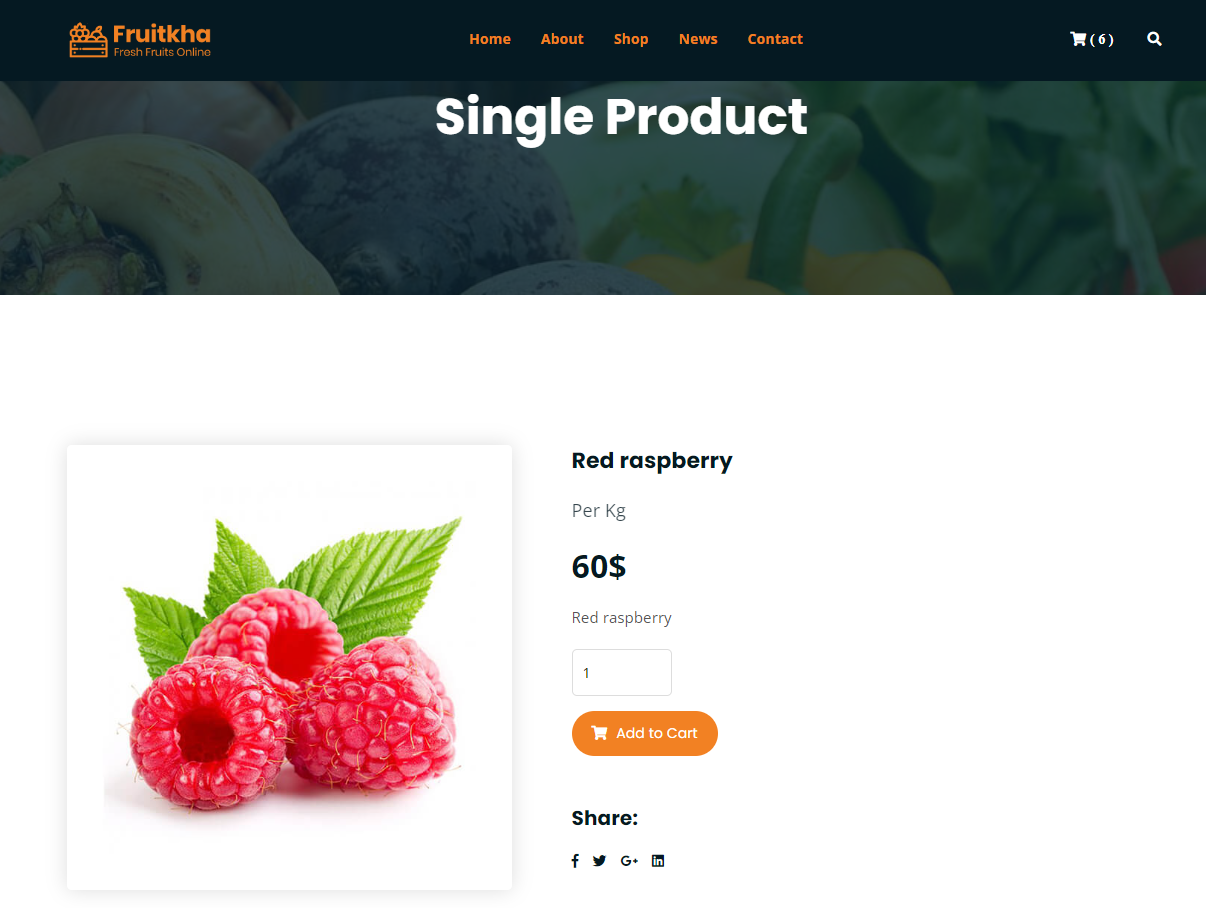 Fruitkha
Fresh Fruits Online
Home About Shop News Contact
( 6 )
Single Product
Red raspberry
Per Kg
60$
Red raspberry
1
Add to Cart
Share: